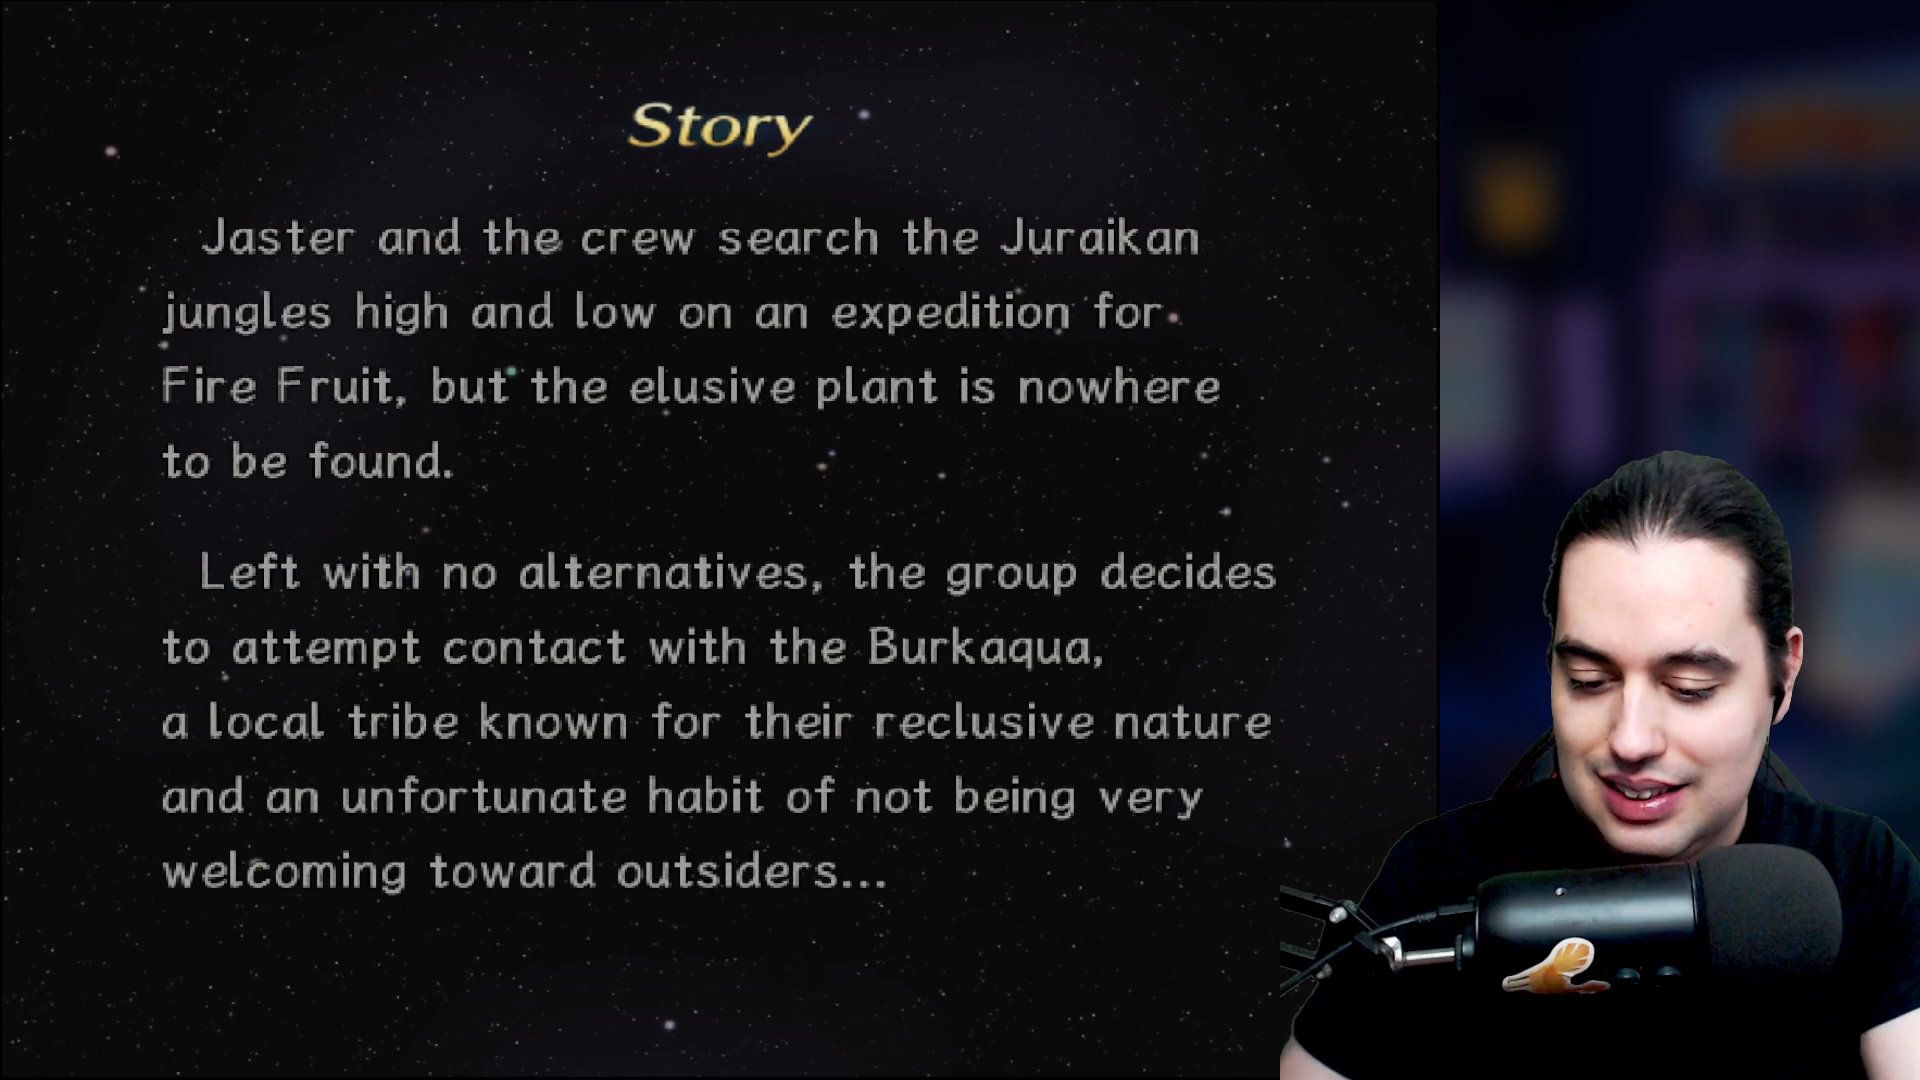 Story
Jaster and the crew search the Juraikan
jungles high and low on an expedition for
Fire Fruit, but the elusive plant is nowhere
to be found.
Left with no alternatives, the group decides
to attempt contact with the Burkaqua,
a local tribe known for their reclusive nature
and an unfortunate habit of not being very
welcoming toward outsiders...